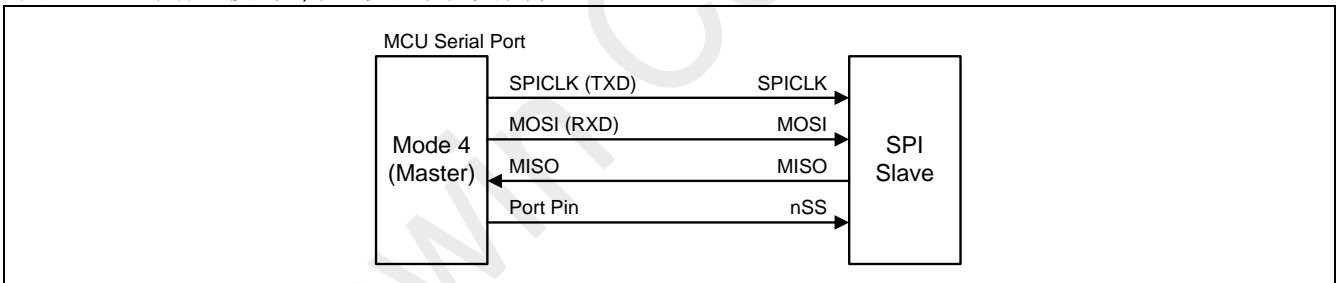 MCU Serial Port
SPICLK (TXD) SPICLK
MOSI (RXD) MOSI
Mode 4
(Master)
SPI
Slave
MISO MISO
Port Pin nSS